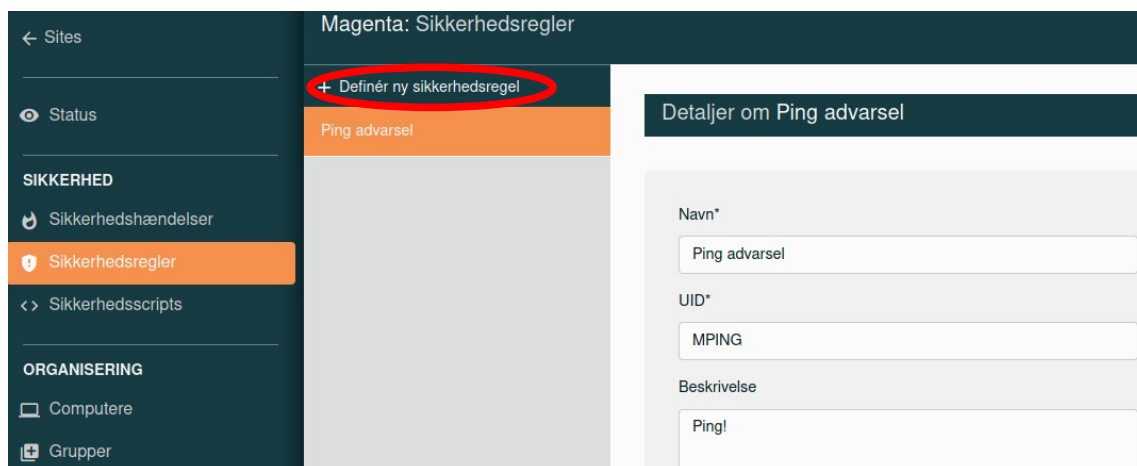 Sites
Status
SIKKERHED
Sikkerhedshændelser
Sikkerhedsregler
Sikkerhedsscripts
ORGANISERING
Computere
Grupper
Magenta: Sikkerhedsregler
+ Definér ny sikkerhedsregel
Ping advarsel
Detaljer om Ping advarsel
Navn*
Ping advarsel
UID*
MPING
Beskrivelse
Ping!